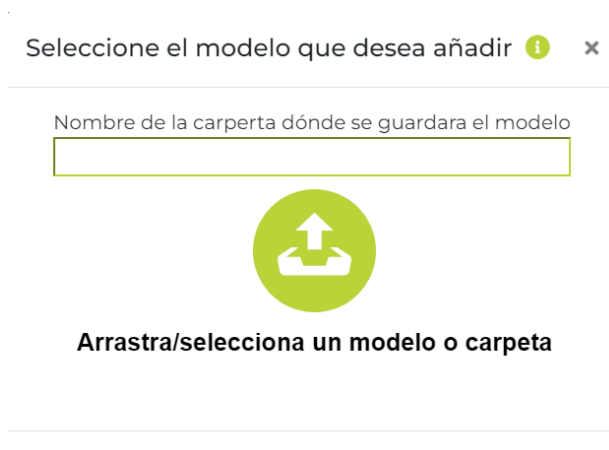 Seleccione el modelo que desea añadir
Nombre de la carperta dónde se guardara el modelo
Arrastra/selecciona un modelo o carpeta